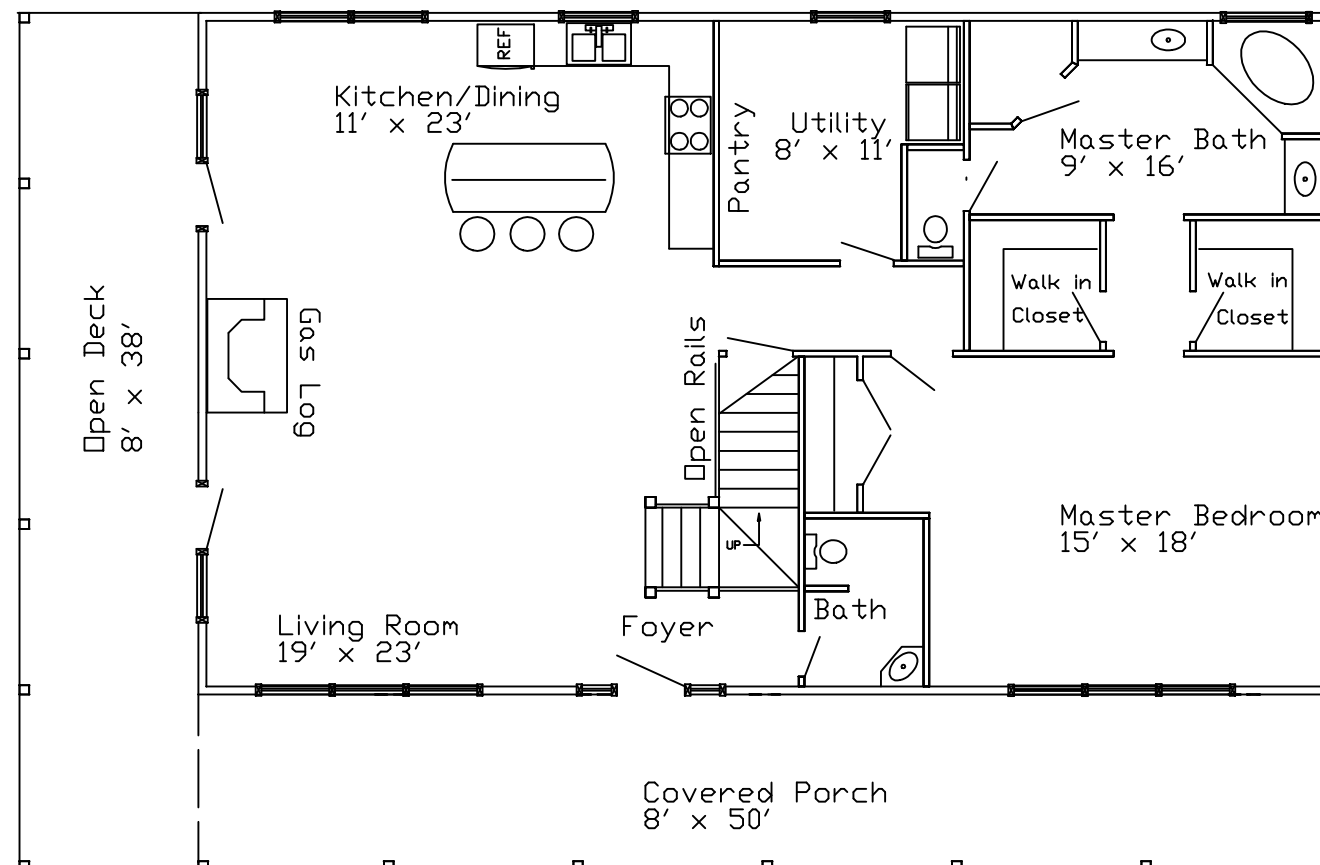 REF
Kitchen/Dining
11' x 23'
Pantry
Utility
8' x 11'
Master Bath
9' x 16'
Walk in
Closet
Walk in
Closet
Open Deck
8' x 38'
Gas Log
Open Rails
UP
Master Bedroom
15' x 18'
Living Room
19' x 23'
Foyer
Bath
Covered Porch
8' x 50'